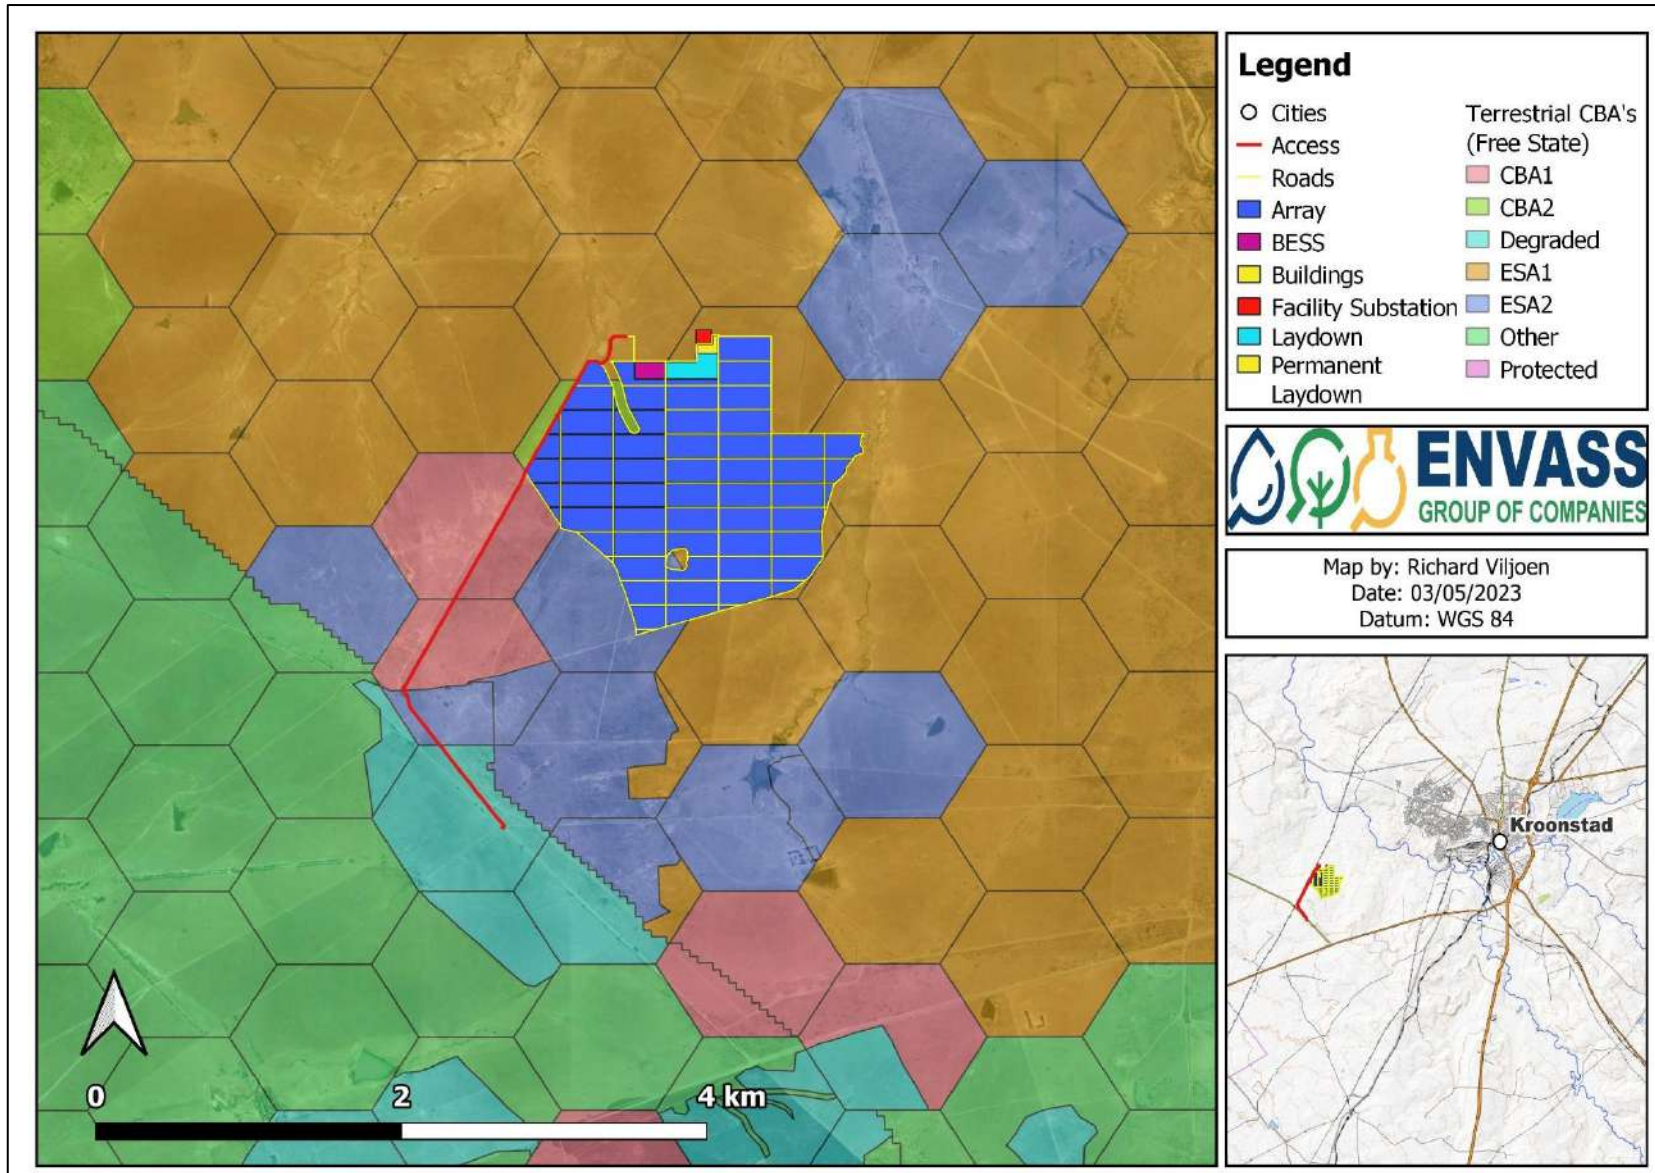 Legend
Cities
Access
Roads
Array
BESS
Buildings
Facility Substation
Laydown
Permanent
Laydown
Terrestrial CBA's
(Free State)
CBA1
CBA2
Degraded
ESA1
ESA2
Other
Protected
ENVASS
GROUP OF COMPANIES
Map by: Richard Viljoen
Date: 03/05/2023
Datum: WGS 84
Kroonstad
0 2 4 km